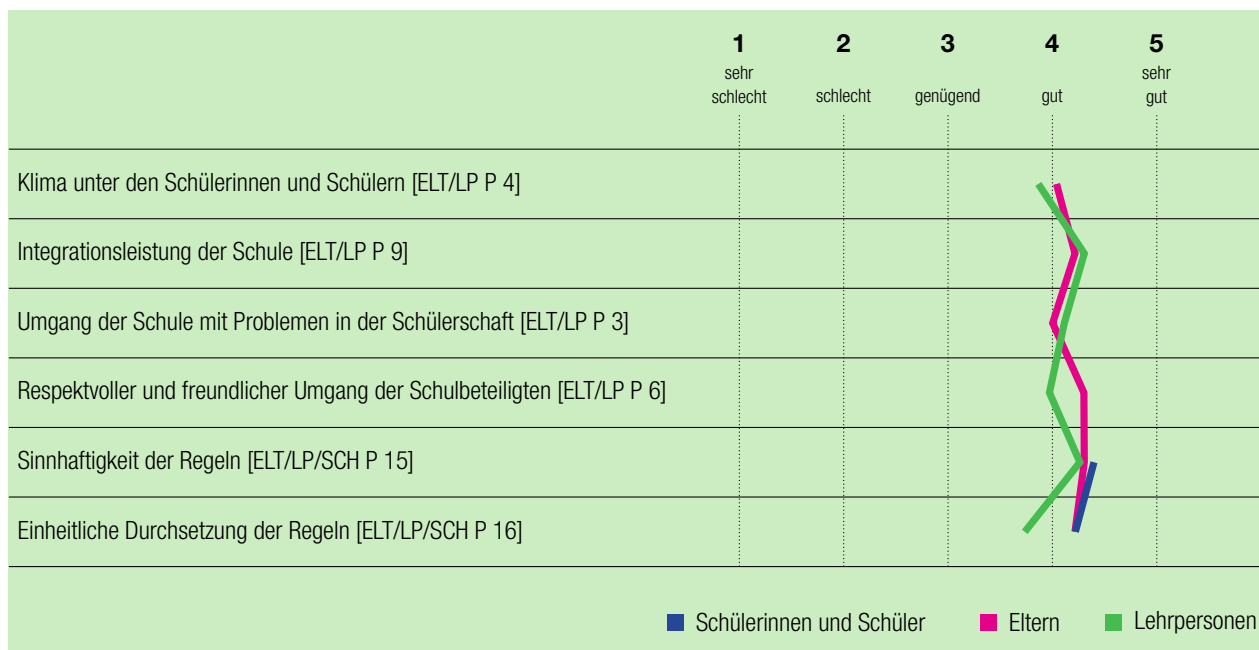 1 2 3 4 5
sehr schlecht schlecht genügend gut sehr gut
Klima unter den Schülerinnen und Schülern [ELT/LP P 4]
Integrationsleistung der Schule [ELT/LP P 9]
Umgang der Schule mit Problemen in der Schülerschaft [ELT/LP P 3]
Respektvoller und freundlicher Umgang der Schulbeteiligten [ELT/LP P 6]
Sinnhaftigkeit der Regeln [ELT/LP/SCH P 15]
Einheitliche Durchsetzung der Regeln [ELT/LP/SCH P 16]
Schülerinnen und Schüler Eltern Lehrpersonen